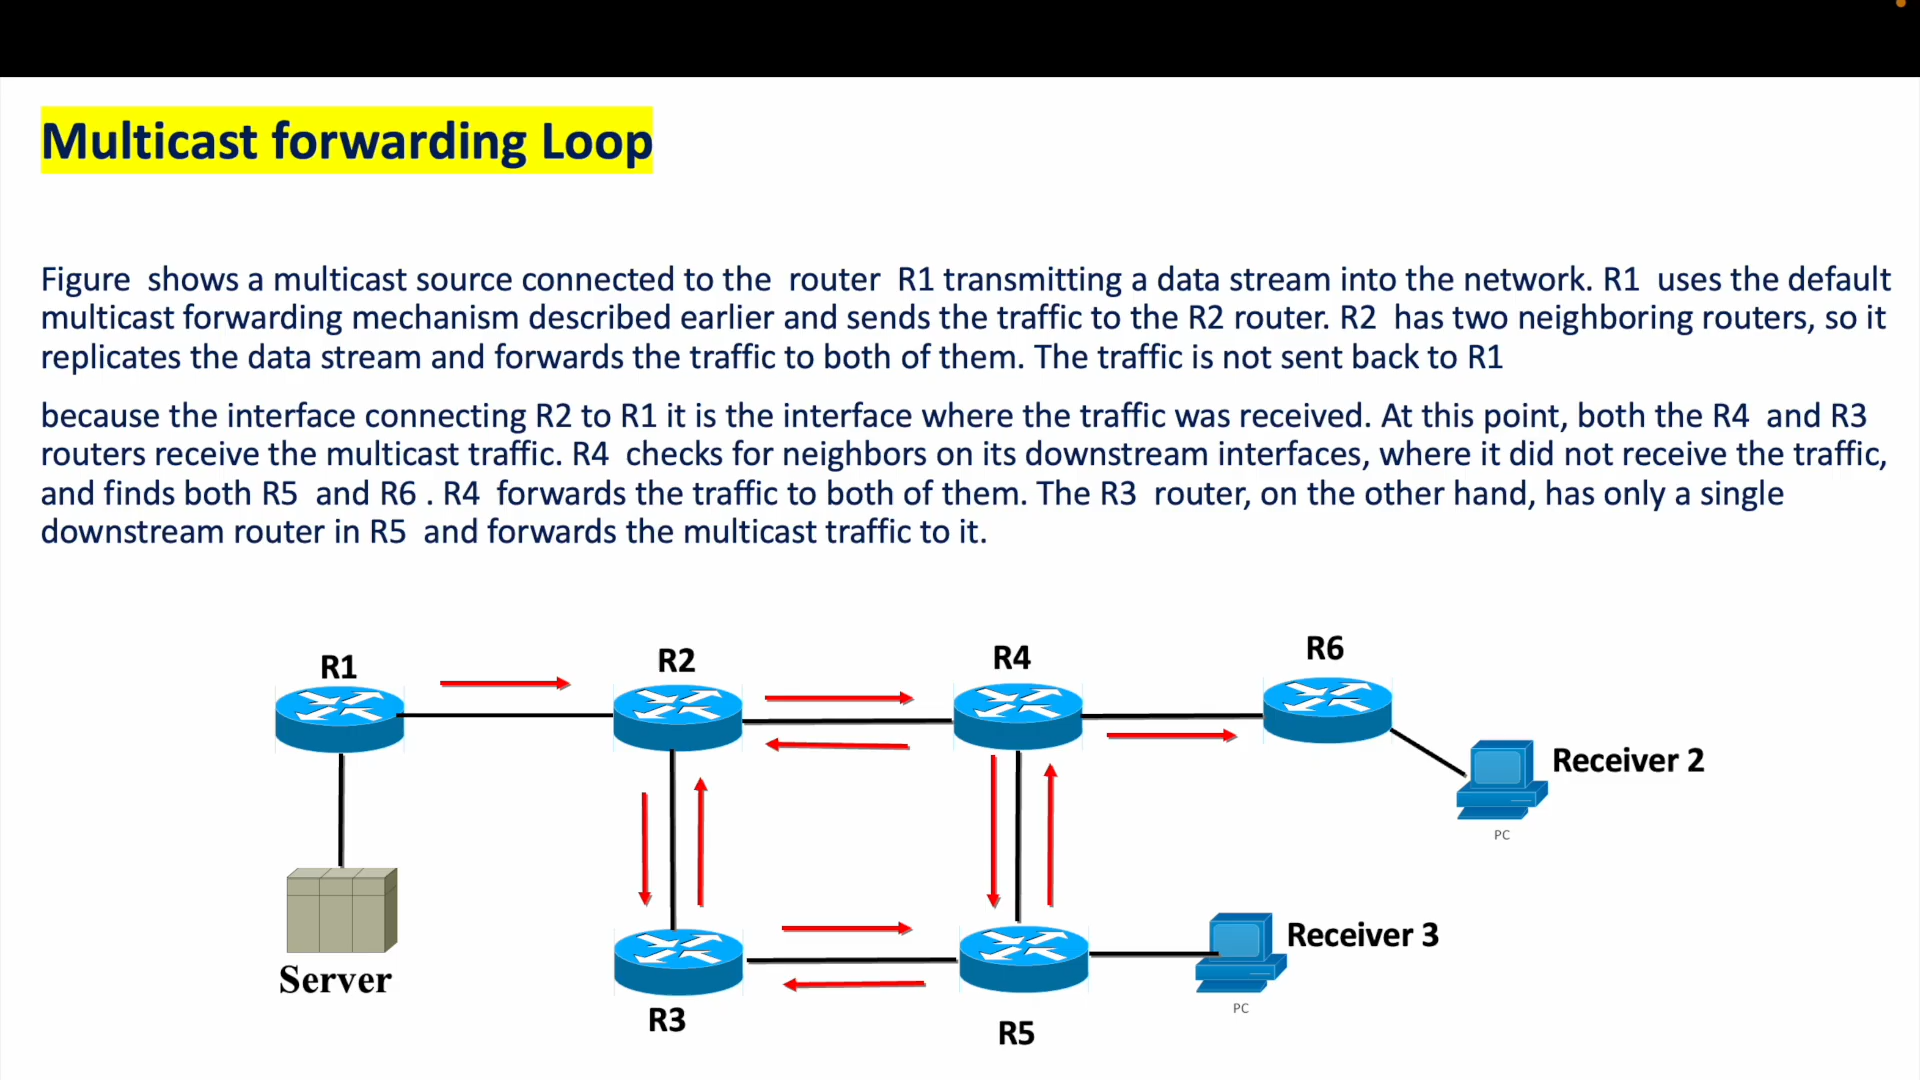 Multicast forwarding Loop
Figure shows a multicast source connected to the router R1 transmitting a data stream into the network. R1 uses the default
multicast forwarding mechanism described earlier and sends the traffic to the R2 router. R2 has two neighboring routers, so it
replicates the data stream and forwards the traffic to both of them. The traffic is not sent back to R1
because the interface connecting R2 to R1 it is the interface where the traffic was received. At this point, both the R4 and R3
routers receive the multicast traffic. R4 checks for neighbors on its downstream interfaces, where it did not receive the traffic,
and finds both R5 and R6 . R4 forwards the traffic to both of them. The R3 router, on the other hand, has only a single
downstream router in R5 and forwards the multicast traffic to it.
R1
R2
R4
R6
Receiver 2
PC
Receiver 3
PC
Server
R3
R5